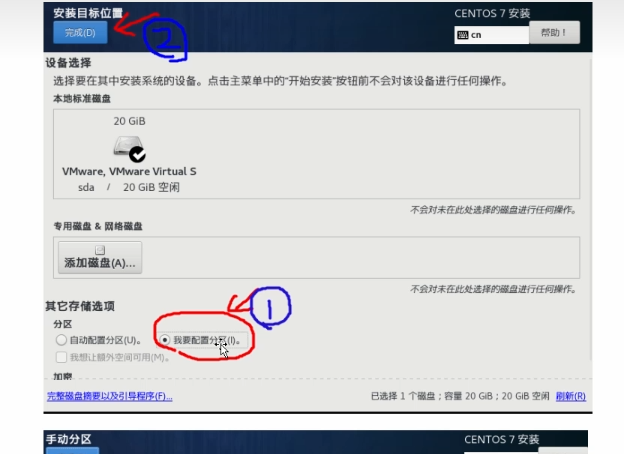 安装目标位置
CENTOS 7 安装
完成(D)
2
cn
帮助！
设备选择
选择要在其中安装系统的设备。点击主菜单中的“开始安装”按钮前不会对该设备进行任何操作。
本地标准磁盘
20 GiB
VMware, VMware Virtual S
sda / 20 GiB 空闲
不会对未在此处选择的磁盘进行任何操作。
专用磁盘 & 网络磁盘
添加磁盘(A)...
不会对未在此处选择的磁盘进行任何操作。
1
其它存储选项
分区
自动配置分区(U)。
我要配置分区(I)。
我想让额外空间可用(M)。
加密
完整磁盘摘要以及引导程序(F)...
已选择 1 个磁盘；容量 20 GiB；20 GiB 空闲 刷新(R)
手动分区
CENTOS 7 安装